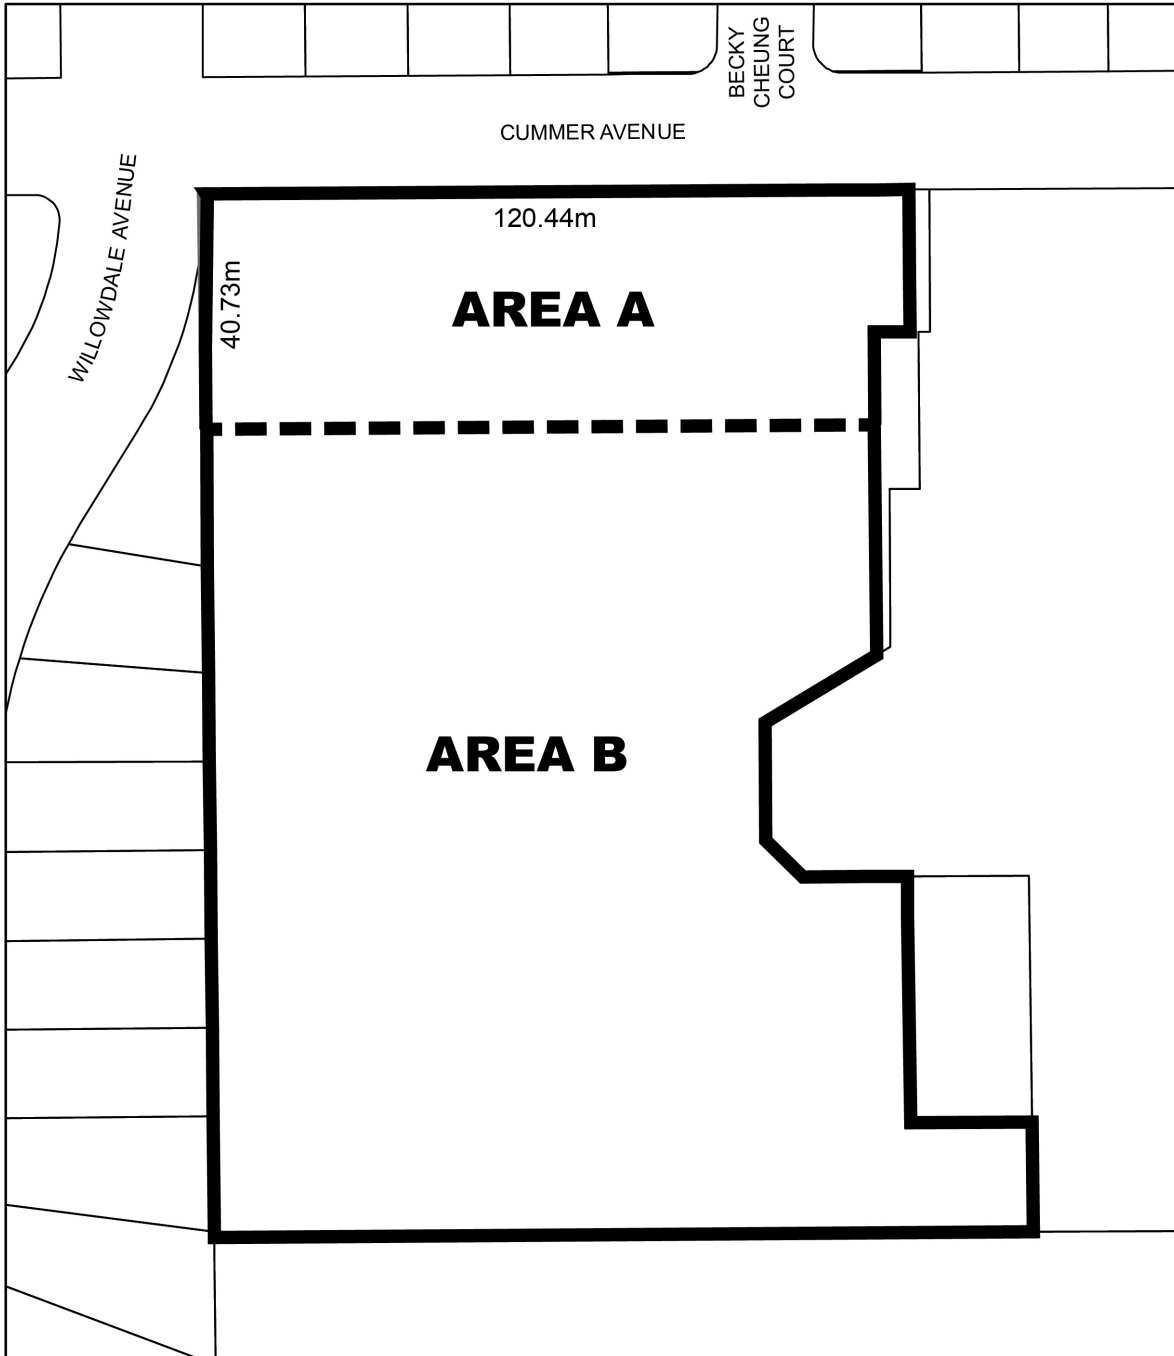 BECKY
CHEUNG
COURT
CUMMER AVENUE
WILLOWDALE AVENUE
120.44m
40.73m
AREA A
AREA B